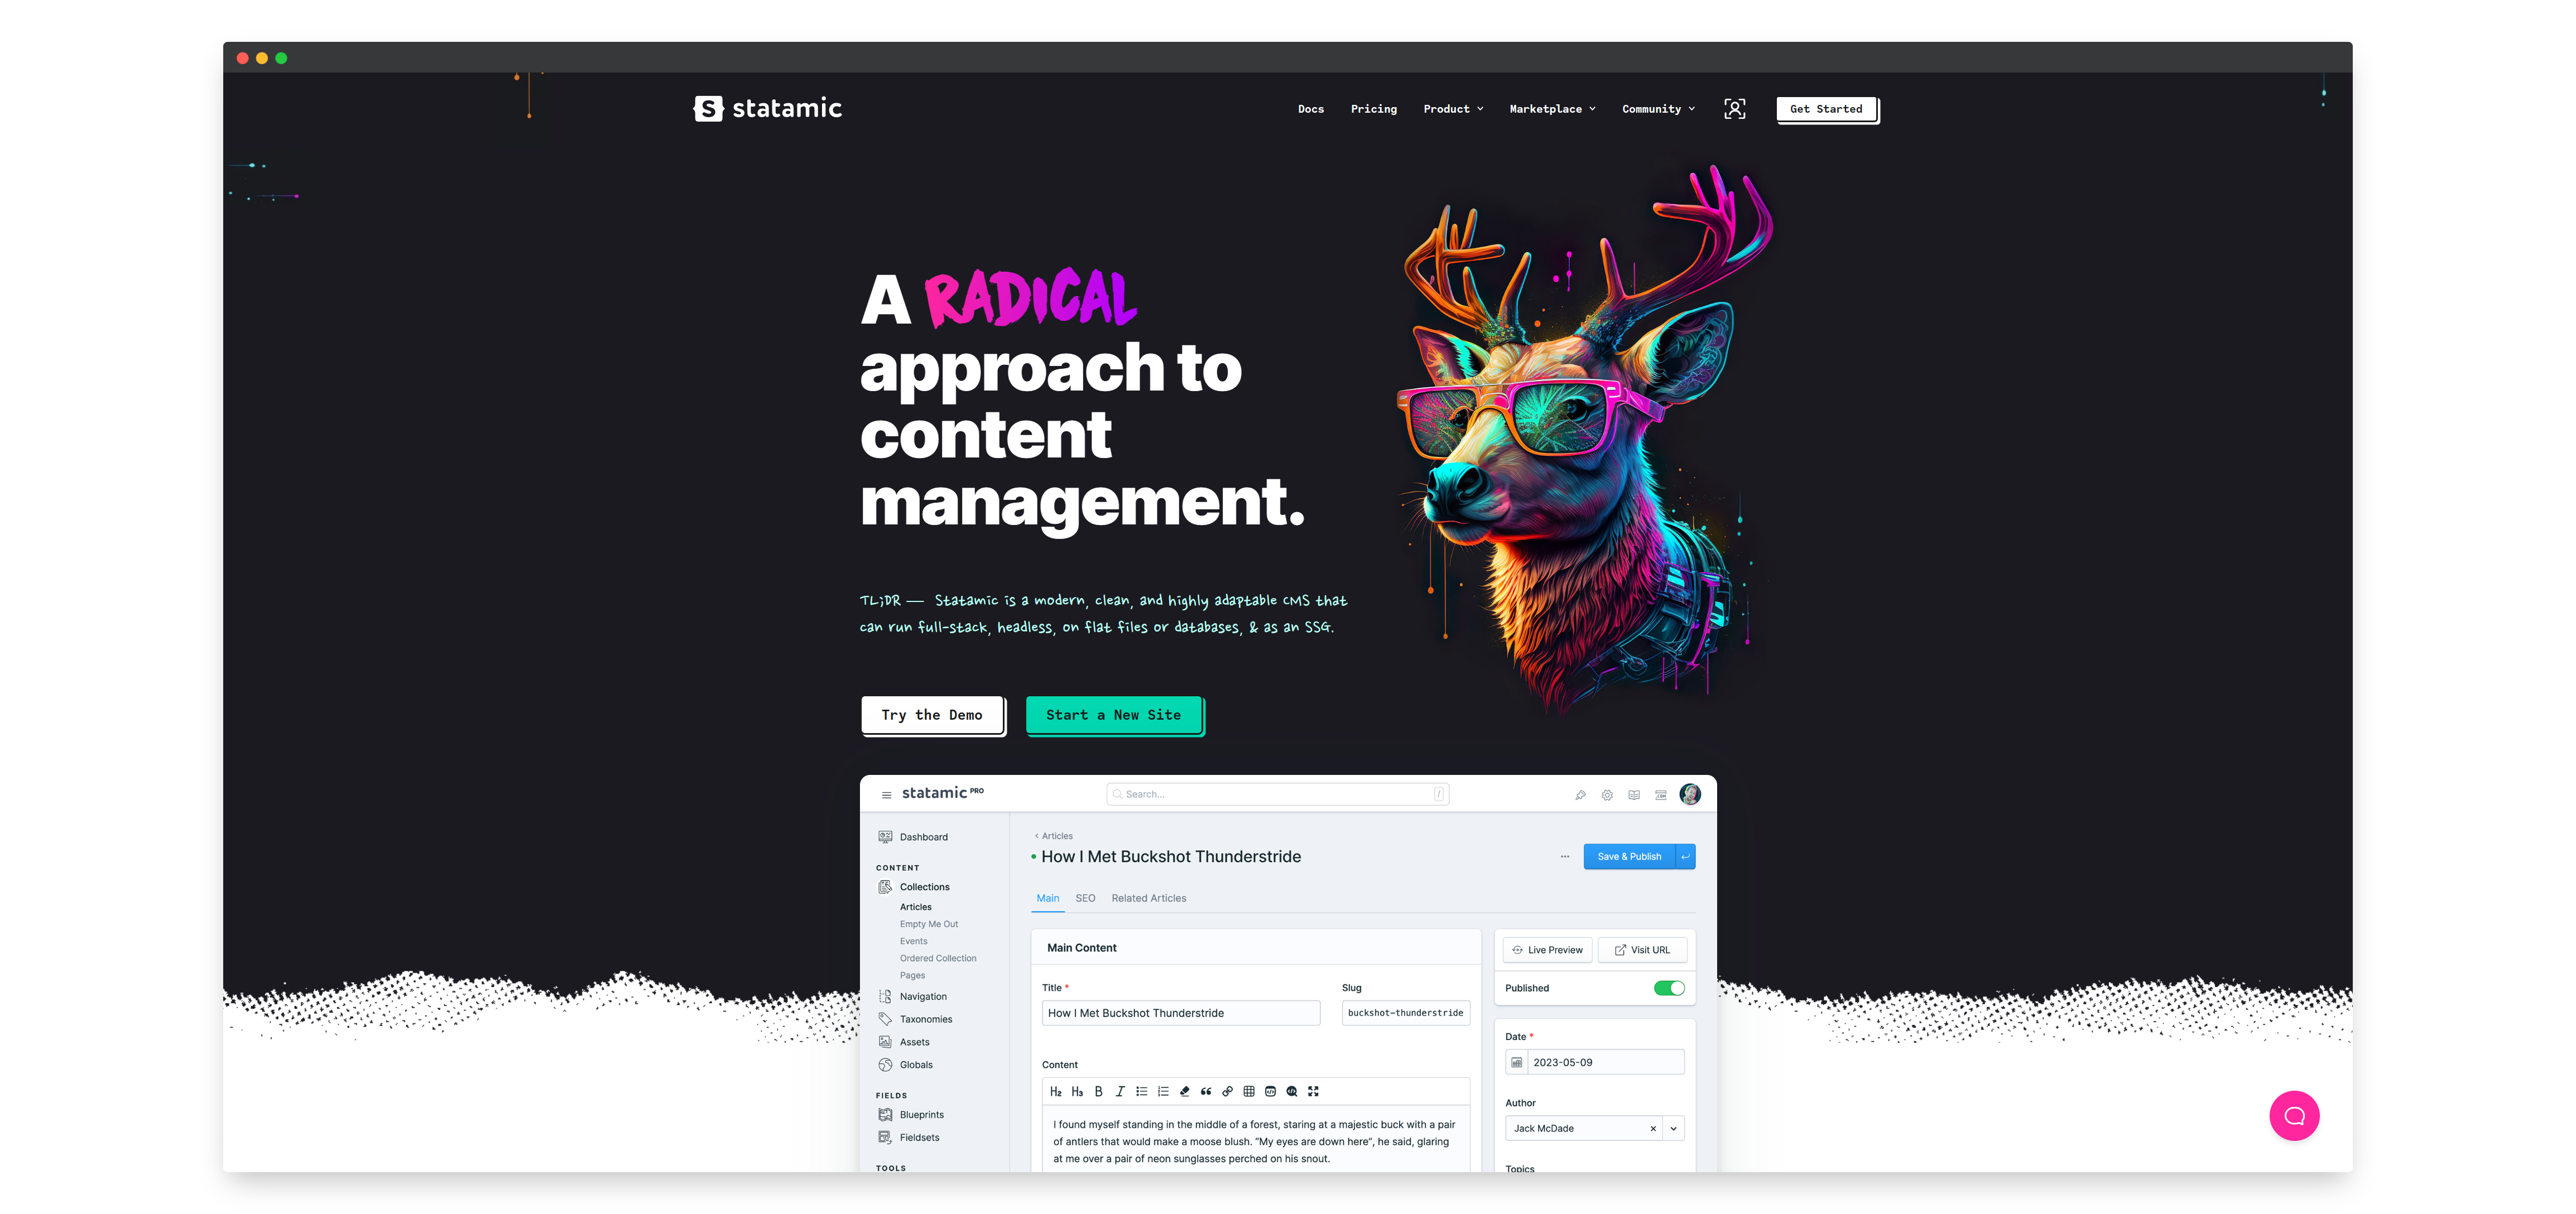 statamic
Docs Pricing Product Marketplace Community Get Started
A RADICAL
approach to
content
management.
TL;DR — Statamic is a modern, clean, and highly adaptable CMS that
can run full-stack, headless, on flat files or databases, & as an SSG.
Try the Demo Start a New Site
statamic PRO
Search... /
Dashboard
CONTENT
Collections
Articles
Empty Me Out
Events
Ordered Collection
Pages
Navigation
Taxonomies
Assets
Globals
FIELDS
Blueprints
Fieldsets
TOOLS
Articles
How I Met Buckshot Thunderstride
Save & Publish
Main SEO Related Articles
Main Content
Title * Slug
How I Met Buckshot Thunderstride buckshot-thunderstride
Content
H2 H3 B I
I found myself standing in the middle of a forest, staring at a majestic buck with a pair
of antlers that would make a moose blush. “My eyes are down here”, he said, glaring
at me over a pair of neon sunglasses perched on his snout.
Live Preview Visit URL
Published
Date *
2023-05-09
Author
Jack McDade
Topics